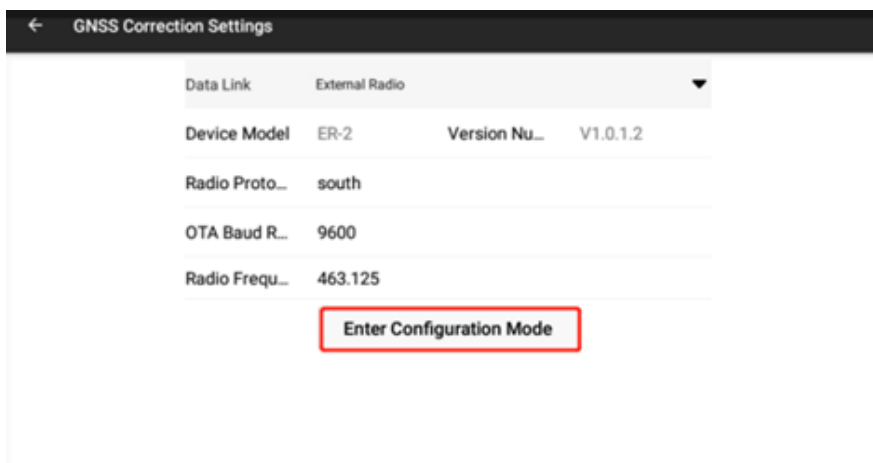 ← GNSS Correction Settings
Data Link External Radio
Device Model ER-2 Version Nu... V1.0.1.2
Radio Proto... south
OTA Baud R... 9600
Radio Frequ... 463.125
Enter Configuration Mode